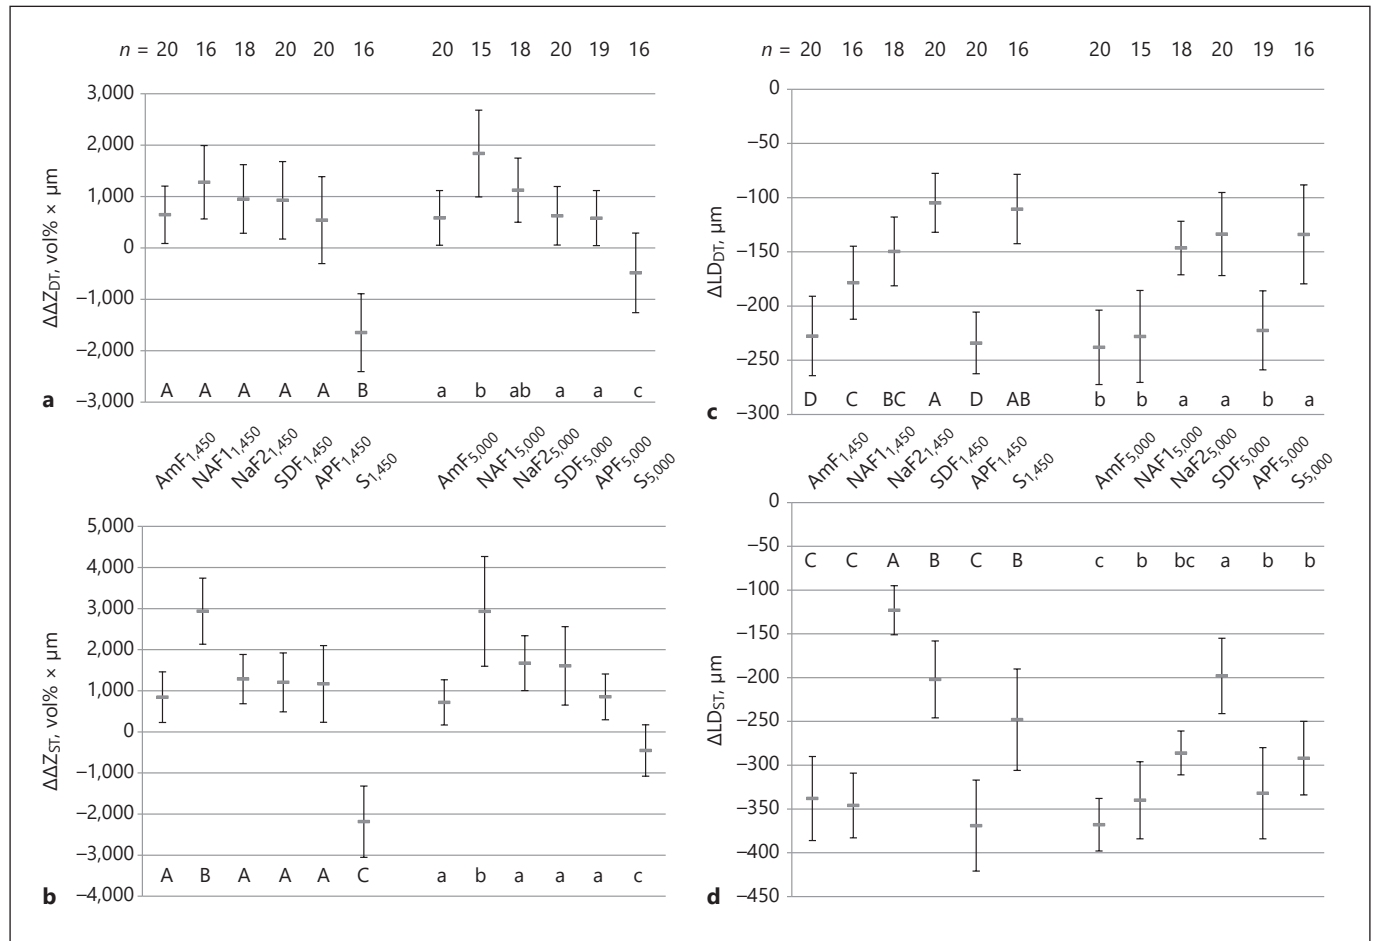 n = 20 16 18 20 20 16 20 15 18 20 19 16
3,000
2,000
1,000
0
–1,000
–2,000
–3,000
ΔΔZDT, vol% × µm
A A A A A B a b ab a a c
a
AmF1,450 NAF11,450 NaF21,450 SDF1,450 APF1,450 S1,450 AmF5,000 NAF15,000 NaF25,000 SDF5,000 APF5,000 S5,000
5,000
4,000
3,000
2,000
1,000
0
–1,000
–2,000
–3,000
–4,000
ΔΔZST, vol% × µm
A B A A A C a b a a a c
b
n = 20 16 18 20 20 16 20 15 18 20 19 16
0
–50
–100
–150
–200
–250
–300
ΔLDDT, µm
D C BC A D AB b b a a b a
c
AmF1,450 NAF11,450 NaF21,450 SDF1,450 APF1,450 S1,450 AmF5,000 NAF15,000 NaF25,000 SDF5,000 APF5,000 S5,000
0
–50
–100
–150
–200
–250
–300
–350
–400
–450
ΔLDST, µm
C C A B C B c b bc a b b
d